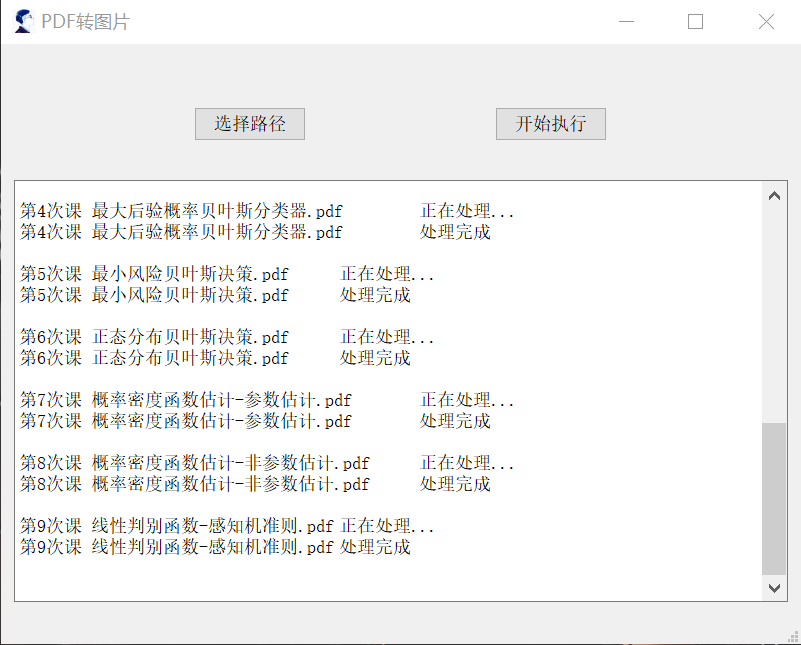 PDF转图片
选择路径 开始执行
第4次课 最大后验概率贝叶斯分类器.pdf 正在处理...
第4次课 最大后验概率贝叶斯分类器.pdf 处理完成
第5次课 最小风险贝叶斯决策.pdf 正在处理...
第5次课 最小风险贝叶斯决策.pdf 处理完成
第6次课 正态分布贝叶斯决策.pdf 正在处理...
第6次课 正态分布贝叶斯决策.pdf 处理完成
第7次课 概率密度函数估计-参数估计.pdf 正在处理...
第7次课 概率密度函数估计-参数估计.pdf 处理完成
第8次课 概率密度函数估计-非参数估计.pdf 正在处理...
第8次课 概率密度函数估计-非参数估计.pdf 处理完成
第9次课 线性判别函数-感知机准则.pdf 正在处理...
第9次课 线性判别函数-感知机准则.pdf 处理完成